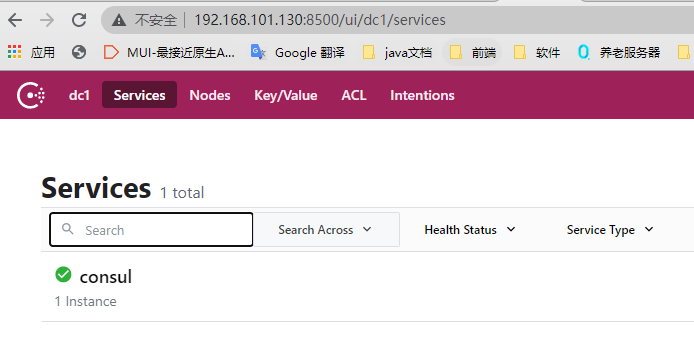 不安全 | 192.168.101.130:8500/ui/dc1/services
应用 MUI-最接近原生A... Google 翻译 java文档 前端 软件 养老服务器
dc1 Services Nodes Key/Value ACL Intentions
Services 1 total
Search Search Across Health Status Service Type
consul
1 Instance